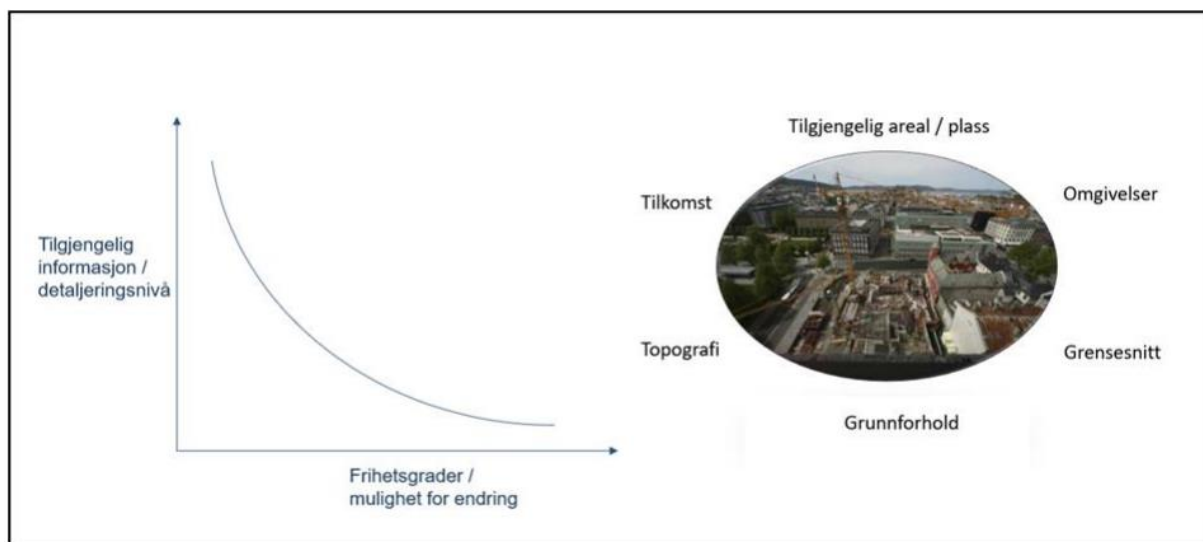 Tilgjengelig
informasjon /
detaljeringsnivå
Frihetsgrader /
mulighet for endring
Tilgjengelig areal / plass
Tilkomst
Omgivelser
Topografi
Grensesnitt
Grunnforhold